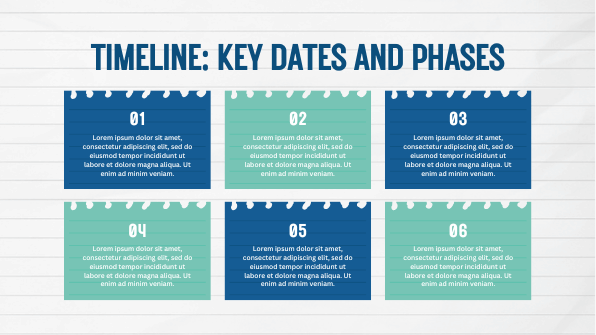 TIMELINE: KEY DATES AND PHASES
01
Lorem ipsum dolor sit amet,
consectetur adipiscing elit, sed do
eiusmod tempor incididunt ut
labore et dolore magna aliqua. Ut
enim ad minim veniam.
02
Lorem ipsum dolor sit amet,
consectetur adipiscing elit, sed do
eiusmod tempor incididunt ut
labore et dolore magna aliqua. Ut
enim ad minim veniam.
03
Lorem ipsum dolor sit amet,
consectetur adipiscing elit, sed do
eiusmod tempor incididunt ut
labore et dolore magna aliqua. Ut
enim ad minim veniam.
04
Lorem ipsum dolor sit amet,
consectetur adipiscing elit, sed do
eiusmod tempor incididunt ut
labore et dolore magna aliqua. Ut
enim ad minim veniam.
05
Lorem ipsum dolor sit amet,
consectetur adipiscing elit, sed do
eiusmod tempor incididunt ut
labore et dolore magna aliqua. Ut
enim ad minim veniam.
06
Lorem ipsum dolor sit amet,
consectetur adipiscing elit, sed do
eiusmod tempor incididunt ut
labore et dolore magna aliqua. Ut
enim ad minim veniam.